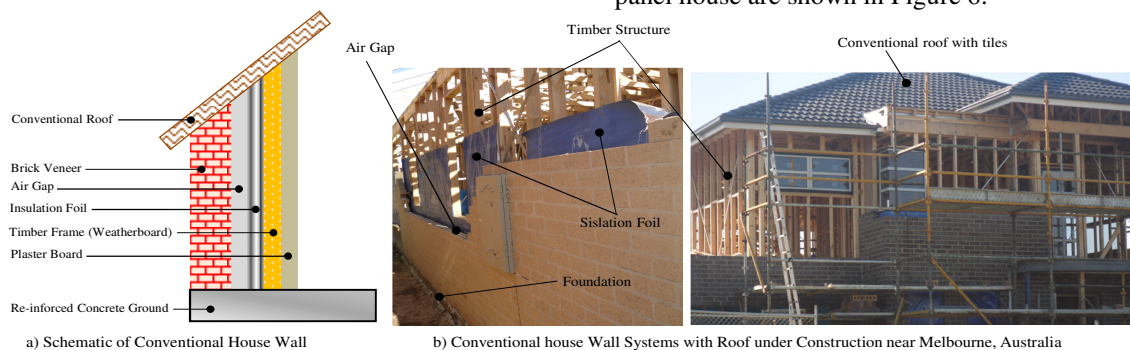 panel house are shown in Figure 6.
Conventional Roof
Brick Veneer
Air Gap
Insulation Foil
Timber Frame (Weatherboard)
Plaster Board
Re-inforced Concrete Ground
a) Schematic of Conventional House Wall
Air Gap
Timber Structure
Sislation Foil
Foundation
Conventional roof with tiles
b) Conventional house Wall Systems with Roof under Construction near Melbourne, Australia